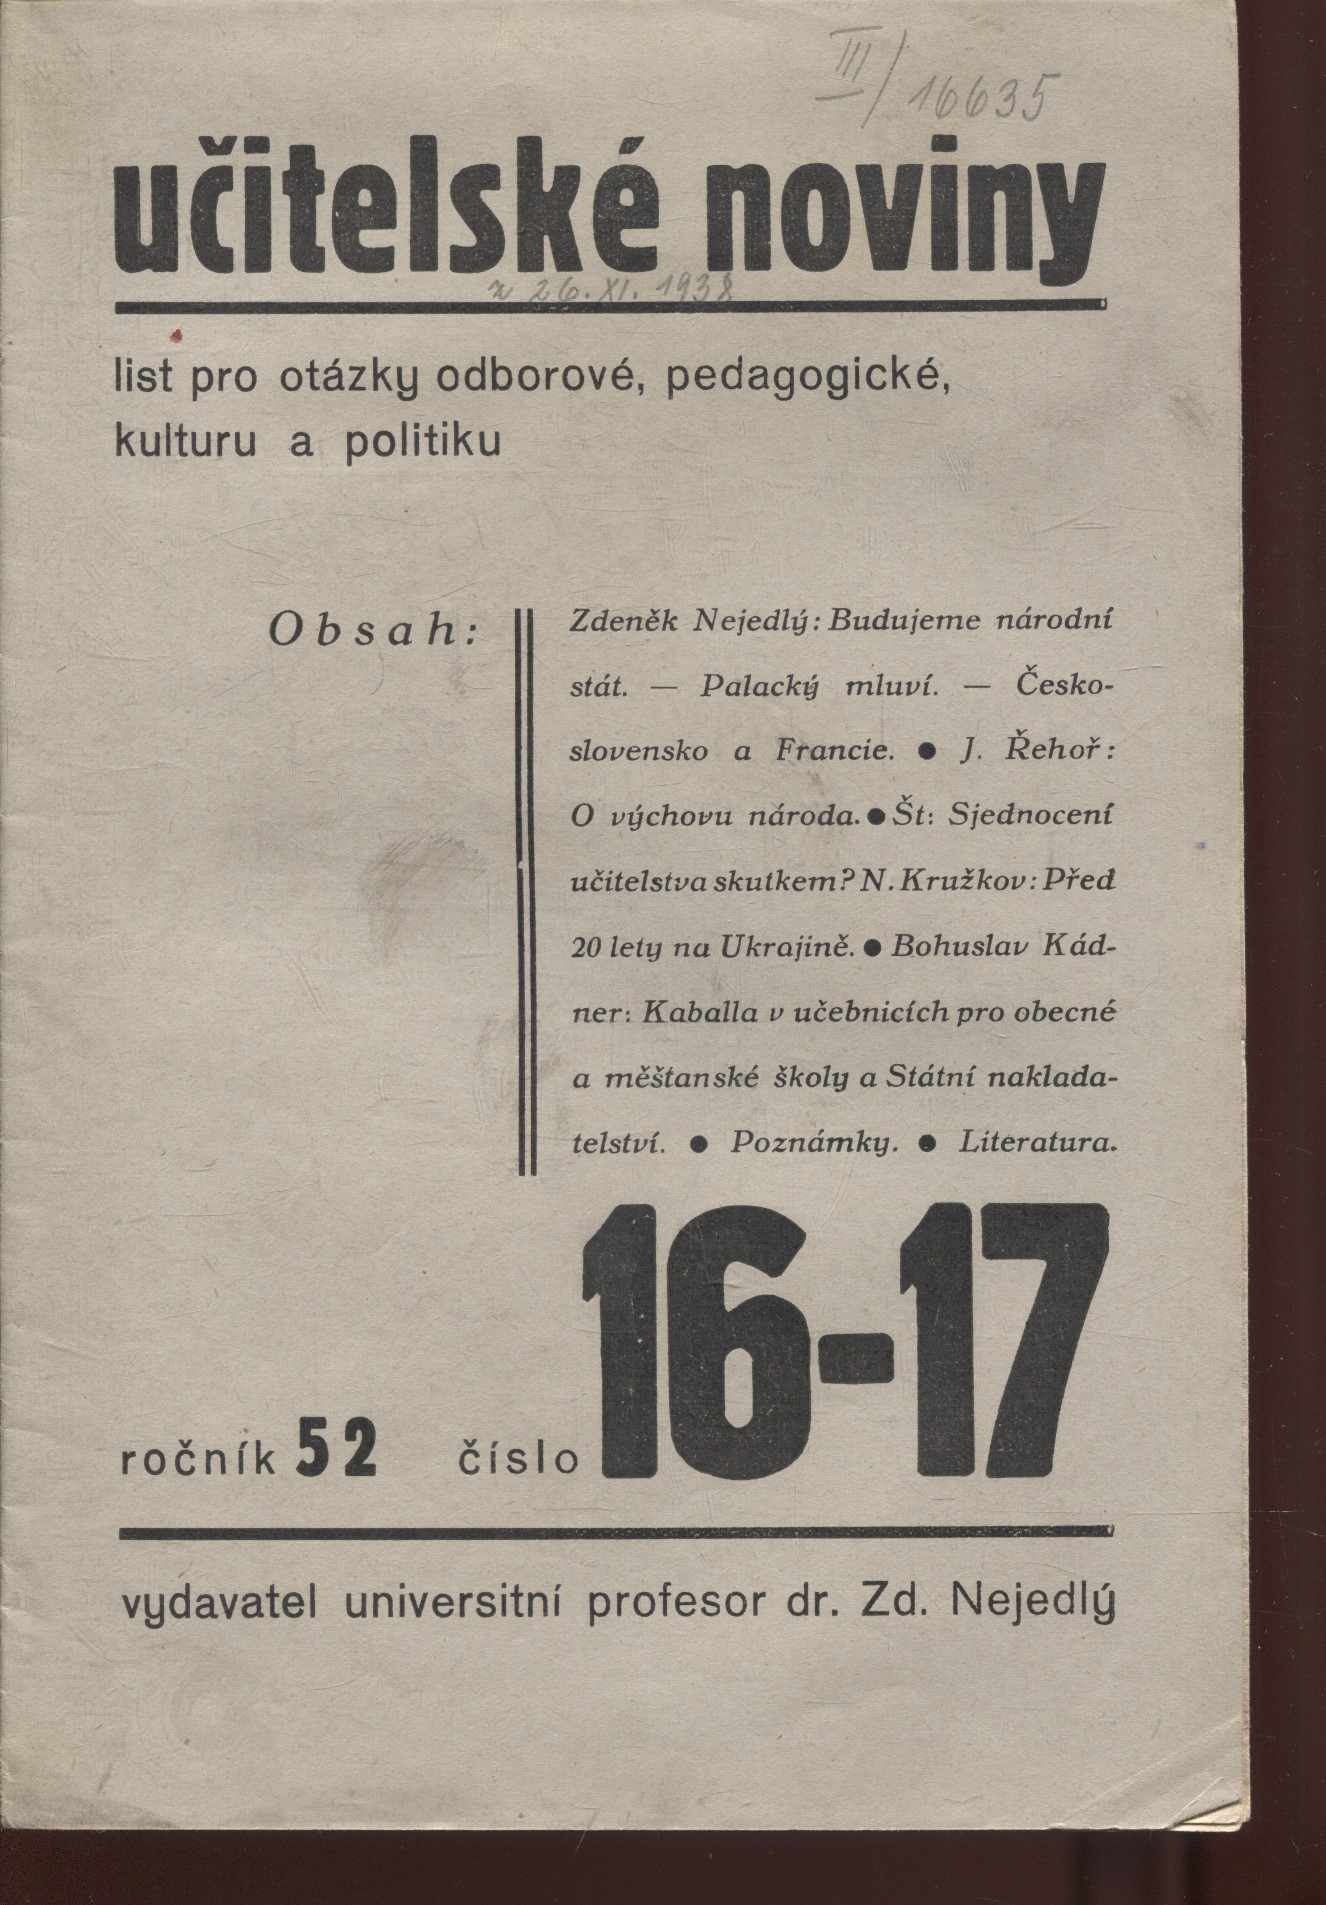 III/16635
učitelské noviny
z 26. XI. 1938
list pro otázky odborové, pedagogické,
kulturu a politiku
Obsah:
Zdeněk Nejedlý: Budujeme národní
stát. — Palacký mluví. — Česko-
slovensko a Francie. ● J. Řehoř:
O výchovu národa. ● Št: Sjednocení
učitelstva skutkem? N. Kružkov: Před
20 lety na Ukrajině. ● Bohuslav Kád-
ner: Kaballa v učebnicích pro obecné
a měštanské školy a Státní naklada-
telství. ● Poznámky. ● Literatura.
ročník 52 číslo 16-17
vydavatel universitní profesor dr. Zd. Nejedlý